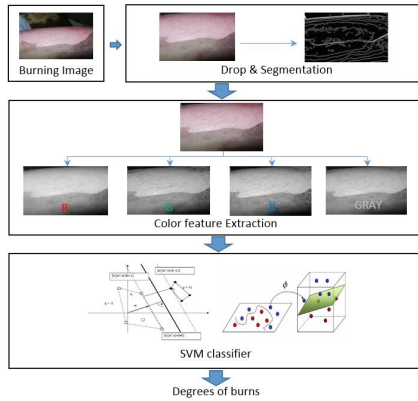 Burning Image
Drop & Segmentation
R
G
B
GRAY
Color feature Extraction
ϕ
SVM classifier
Degrees of burns